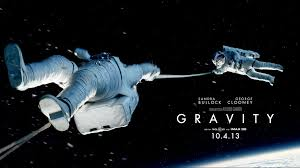 SANDRA GEORGE
BULLOCK CLOONEY
GRAVITY
10.4.13